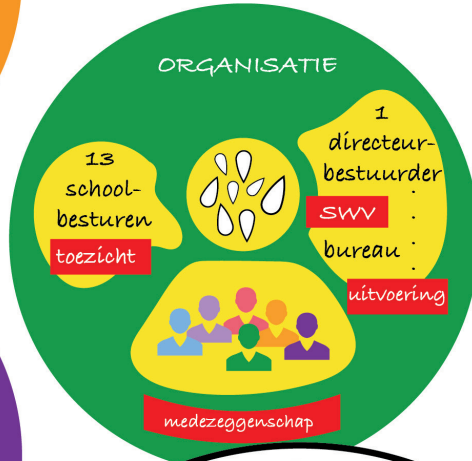 ORGANISATIE
13
school-
besturen
toezicht
1
directeur-
bestuurder
SWV
bureau
uitvoering
medezeggenschap